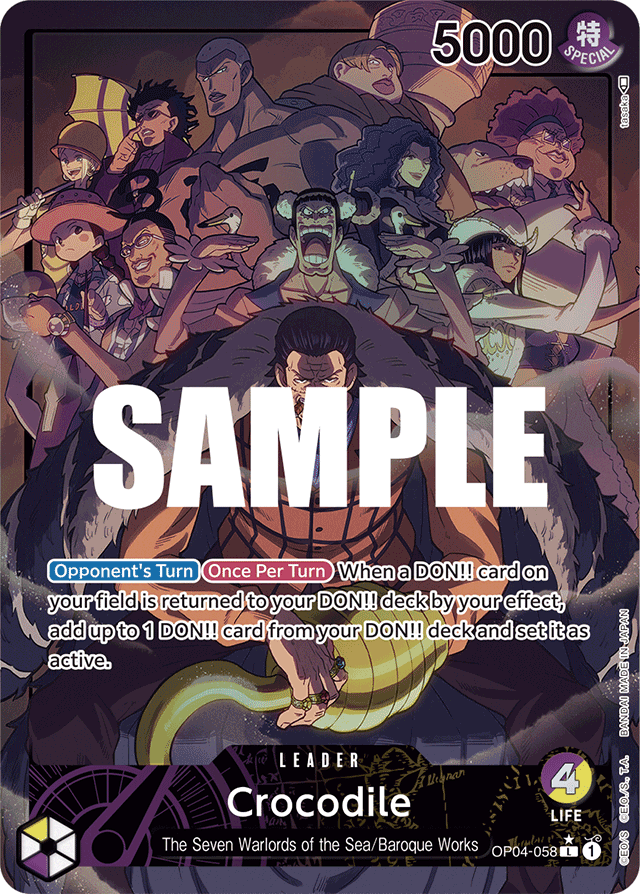 5000
特
SPECIAL
tasaka
SAMPLE
Opponent's Turn Once Per Turn When a DON!! card on
your field is returned to your DON!! deck by your effect,
add up to 1 DON!! card from your DON!! deck and set it as
active.
BANDAI MADE IN JAPAN
©EO/S ©E.O./S., T.A.
LEADER
4
LIFE
Crocodile
The Seven Warlords of the Sea/Baroque Works
OP04-058 L 1